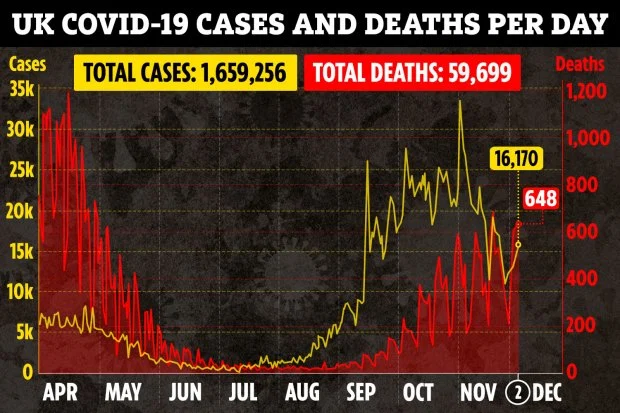 UK COVID-19 CASES AND DEATHS PER DAY
Cases
TOTAL CASES: 1,659,256
TOTAL DEATHS: 59,699
Deaths
35k
30k
25k
20k
15k
10k
5k
0
1,200
1,000
800
600
400
200
0
16,170
648
APR MAY JUN JUL AUG SEP OCT NOV 2 DEC